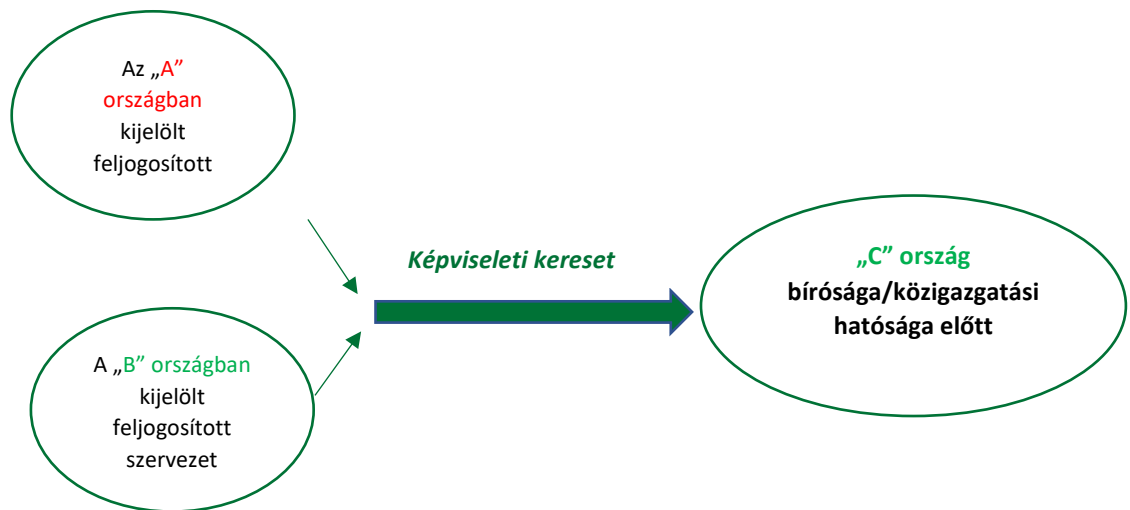 Az „A”
országban
kijelölt
feljogosított
Képviseleti kereset
„C” ország
bírósága/közigazgatási
hatósága előtt
A „B” országban
kijelölt
feljogosított
szervezet